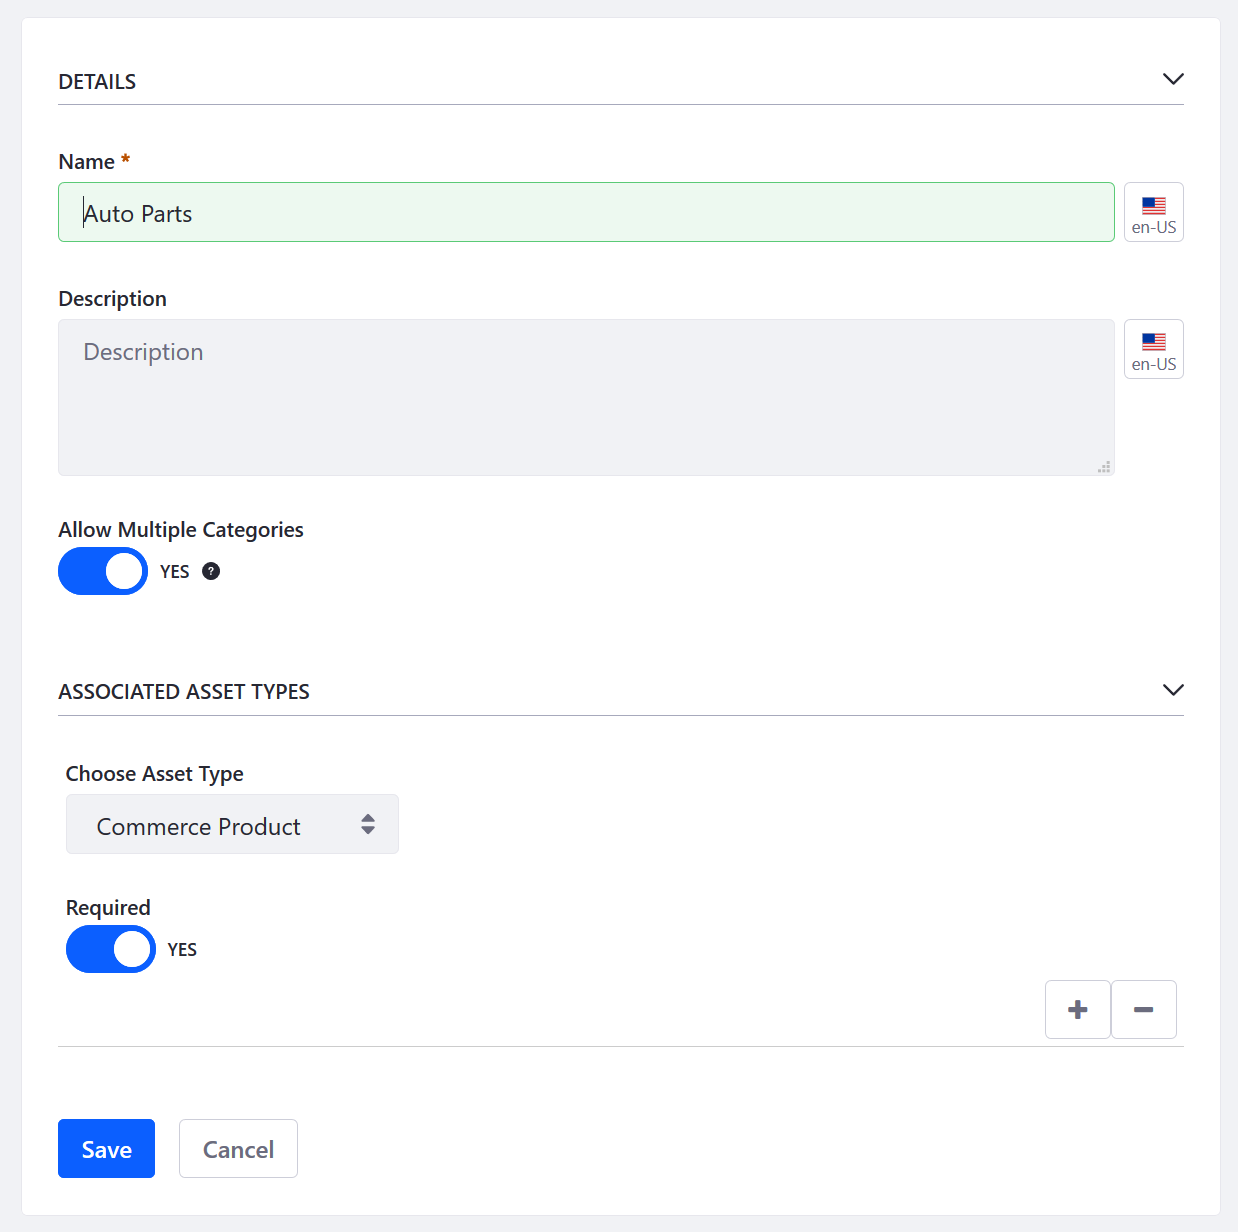 DETAILS
Name *
Auto Parts
en-US
Description
Description
en-US
Allow Multiple Categories
YES ?
ASSOCIATED ASSET TYPES
Choose Asset Type
Commerce Product
Required
YES
Save Cancel